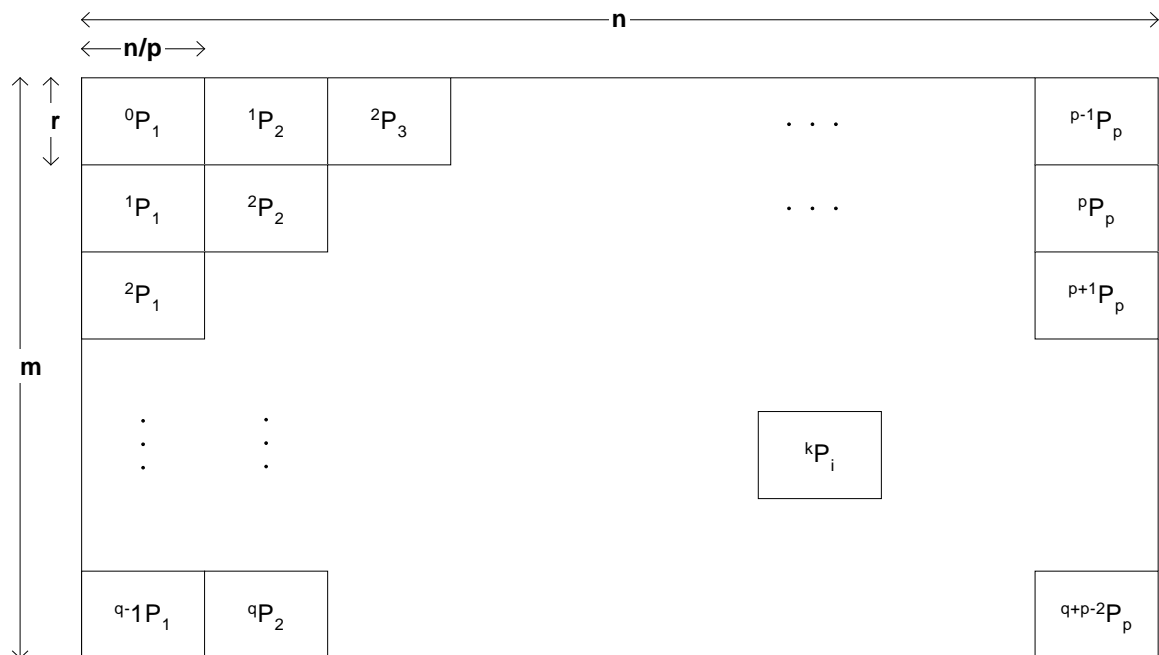 n
n/p
r
⁰P₁ ¹P₂ ²P₃ . . . ᵖ⁻¹Pₚ
¹P₁ ²P₂ . . . ᵖPₚ
²P₁ ᵖ⁺¹Pₚ
m
ᵏPᵢ
q-1P₁ qP₂ q+p-2Pₚ